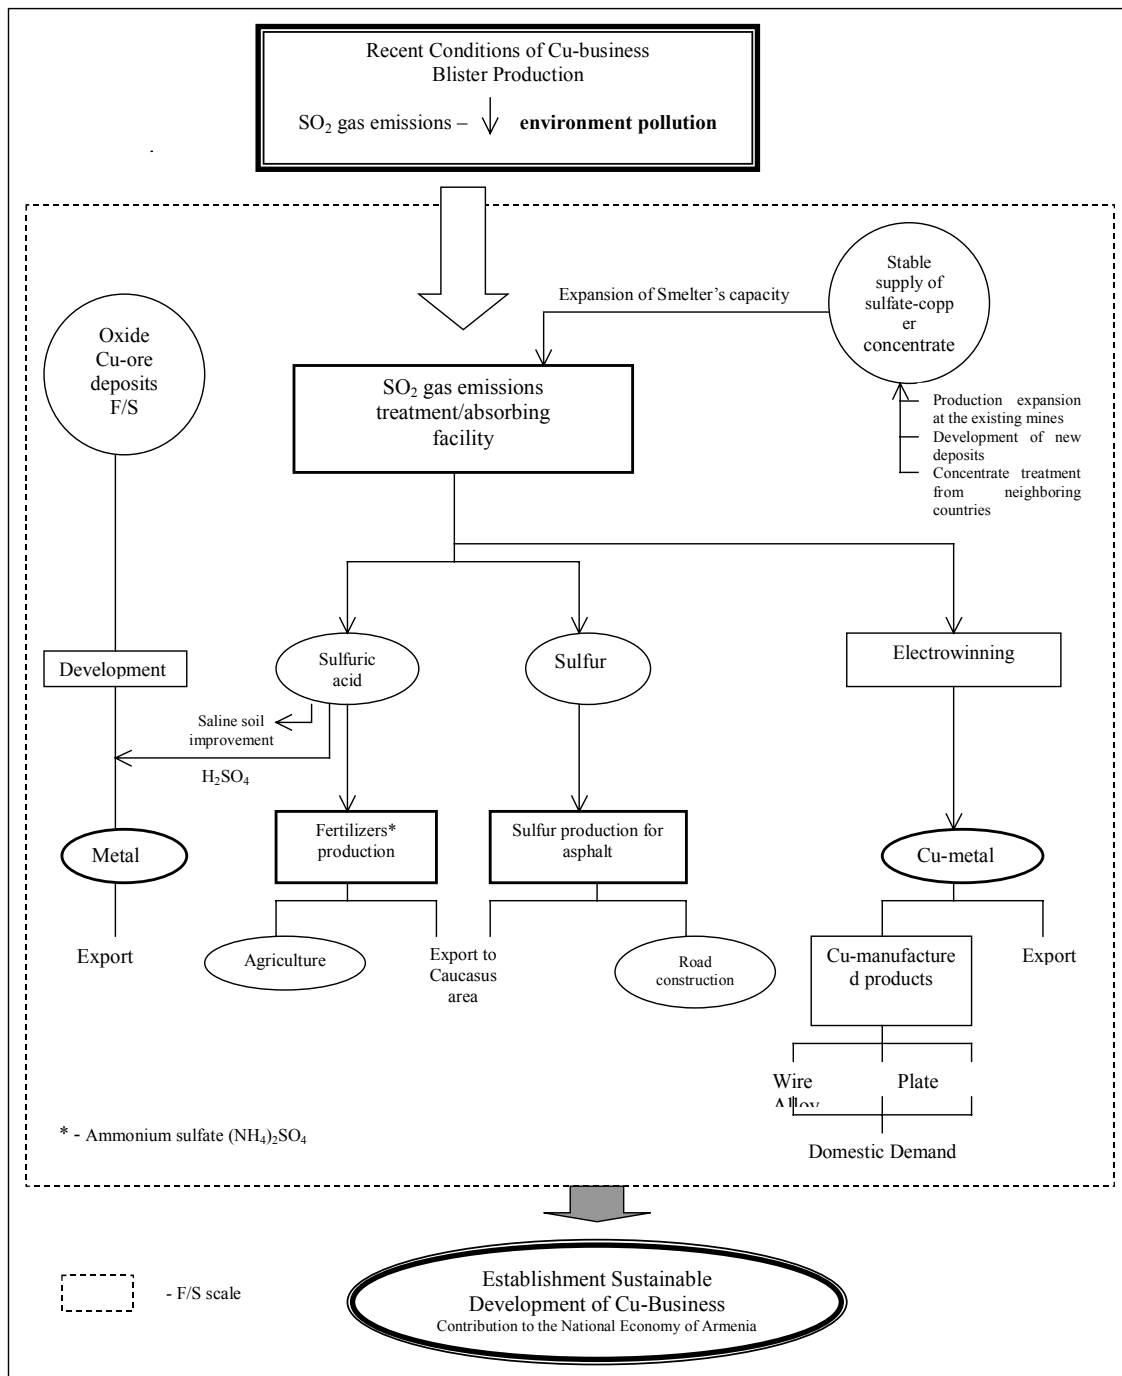 Recent Conditions of Cu-business
Blister Production
SO₂ gas emissions – environment pollution
Stable
supply of
sulfate-copp
er
concentrate
Expansion of Smelter's capacity
Oxide
Cu-ore
deposits
F/S
SO₂ gas emissions
treatment/absorbing
facility
Production expansion
at the existing mines
Development of new
deposits
Concentrate treatment
from neighboring
countries
Development
Sulfuric
acid
Sulfur
Electrowinning
Saline soil
improvement
H₂SO₄
Metal
Fertilizers*
production
Sulfur production for
asphalt
Cu-metal
Export
Agriculture
Export to
Caucasus
area
Road
construction
Cu-manufacture
d products
Export
Wire
Plate
Alloy
* - Ammonium sulfate (NH₄)₂SO₄
Domestic Demand
- F/S scale
Establishment Sustainable
Development of Cu-Business
Contribution to the National Economy of Armenia